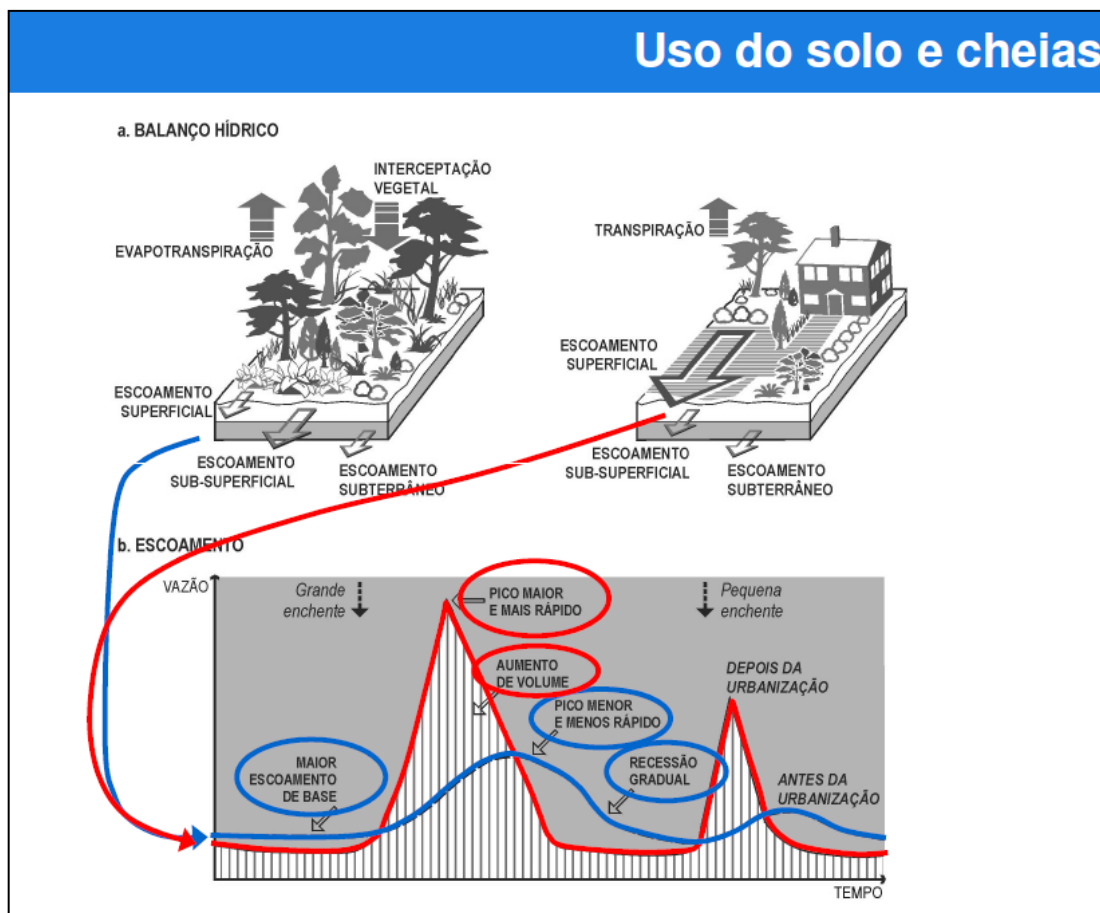 Uso do solo e cheias
a. BALANÇO HÍDRICO
INTERCEPTAÇÃO
VEGETAL
EVAPOTRANSPIRAÇÃO
ESCOAMENTO
SUPERFICIAL
ESCOAMENTO
SUB-SUPERFICIAL
ESCOAMENTO
SUBTERRÂNEO
TRANSPIRAÇÃO
ESCOAMENTO
SUPERFICIAL
ESCOAMENTO
SUB-SUPERFICIAL
ESCOAMENTO
SUBTERRÂNEO
b. ESCOAMENTO
VAZÃO
Grande
enchente
PICO MAIOR
E MAIS RÁPIDO
Pequena
enchente
AUMENTO
DE VOLUME
DEPOIS DA
URBANIZAÇÃO
PICO MENOR
E MENOS RÁPIDO
MAIOR
ESCOAMENTO
DE BASE
RECESSÃO
GRADUAL
ANTES DA
URBANIZAÇÃO
TEMPO